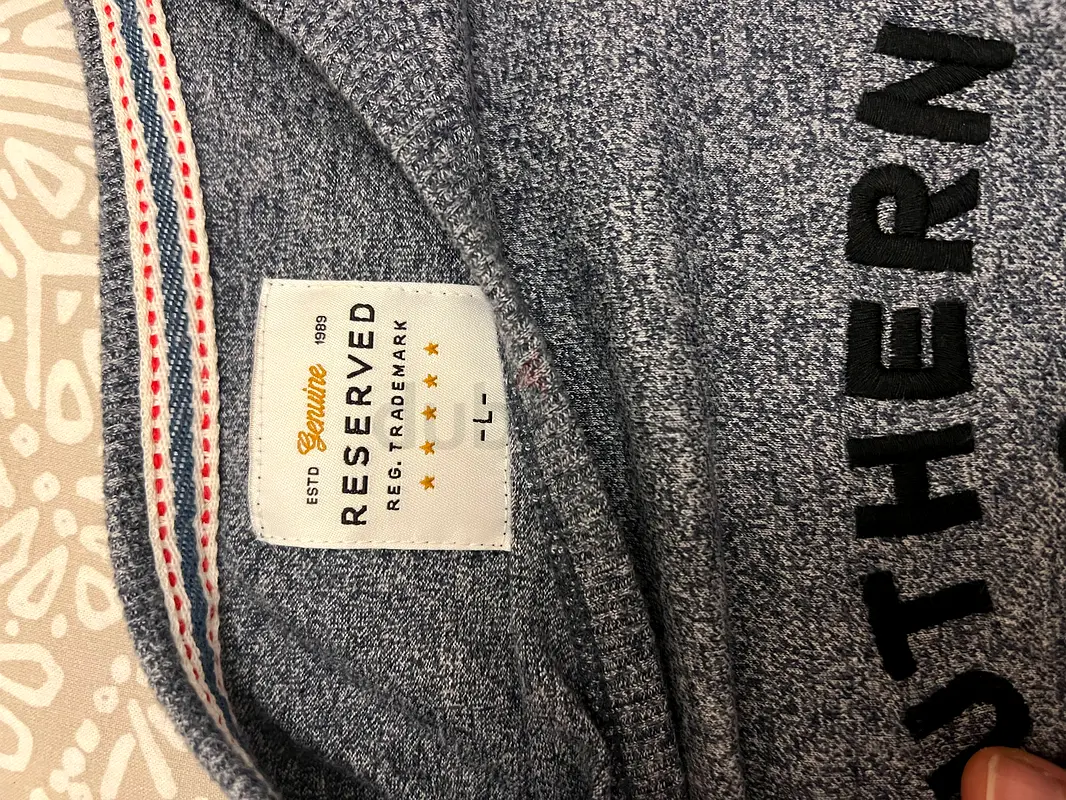 ESTD Genuine 1989
RESERVED
REG. TRADEMARK
-L-
UTHERN